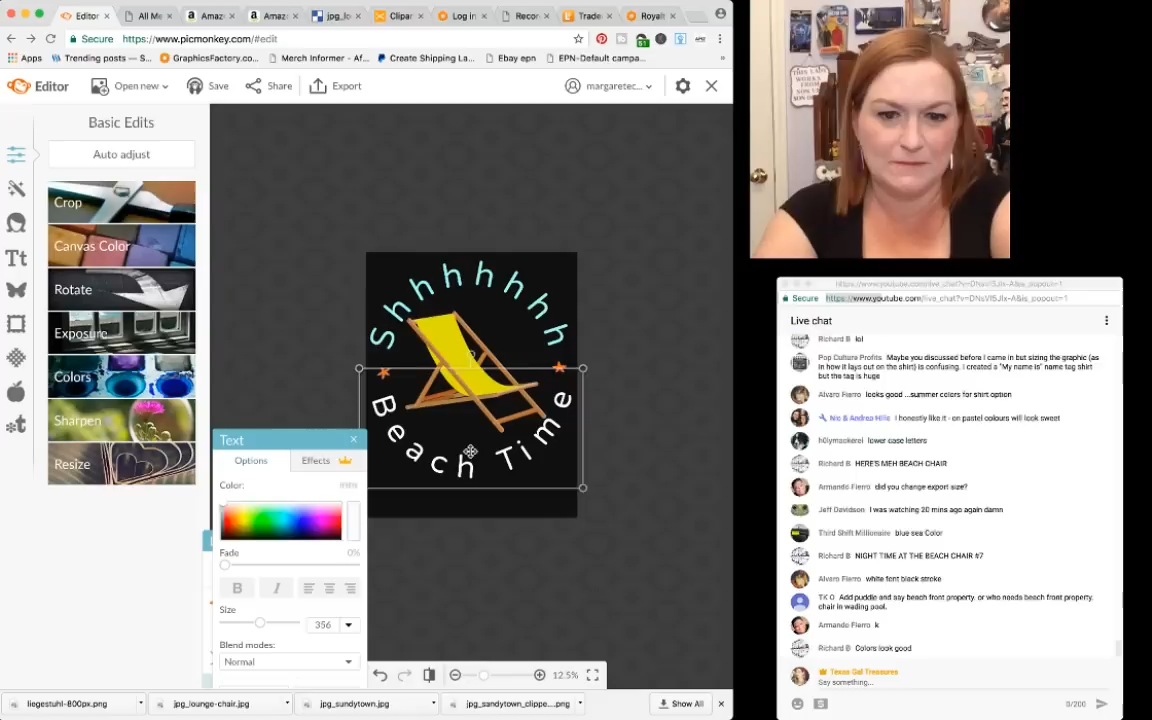 Editor
All Me
Amaz
Amaz
jpg_lo
Clipar
Log in
Recor
Trade
Royalt
Secure
https://www.picmonkey.com/#edit
Apps
Trending posts — S...
GraphicsFactory.co...
Merch Informer - Af...
Create Shipping La...
Ebay epn
EPN-Default campa...
»
Editor
Open new
Save
Share
Export
margaretec...
Basic Edits
Auto adjust
Crop
Canvas Color
Rotate
Exposure
Colors
Sharpen
Resize
Tt
Shhhhhhh
Beach Time
Text
Options
Effects
Color:
Fade
0%
B
I
Size
356
Blend modes:
Normal
12.5%
liegestuhl-800px.png
jpg_lounge-chair.jpg
jpg_sundytown.jpg
jpg_sandytown_clippe....png
Show All
THIS LADY
WORKS
Secure
Live chat
Richard B lol
Pop Culture Profits Maybe you discussed before I came in but sizing the graphic (as
in how it lays out on the shirt) is confusing. I created a "My name is" name tag shirt
but the tag is huge
Alvaro Fierro looks good ...summer colors for shirt option
Nic & Andrea Hills I honestly like it - on pastel colours will look sweet
lower case letters
Richard B HERE'S MEH BEACH CHAIR
Armando Fierro did you change export size?
Jeff Davidson I was watching 20 mins ago again damn
Third Shift Millionaire blue sea Color
Richard B NIGHT TIME AT THE BEACH CHAIR #7
Alvaro Fierro white font black stroke
TK O Add puddle and say beach front property. or who needs beach front property.
chair in wading pool.
Armando Fierro k
Richard B Colors look good
Texas Gal Treasures
Say something...
0/200